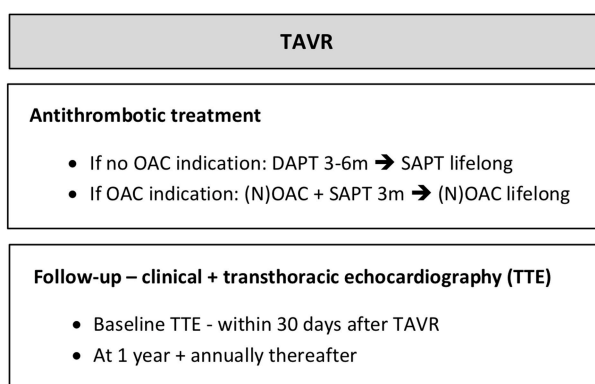 TAVR
Antithrombotic treatment
• If no OAC indication: DAPT 3-6m ➔ SAPT lifelong
• If OAC indication: (N)OAC + SAPT 3m ➔ (N)OAC lifelong
Follow-up – clinical + transthoracic echocardiography (TTE)
• Baseline TTE - within 30 days after TAVR
• At 1 year + annually thereafter